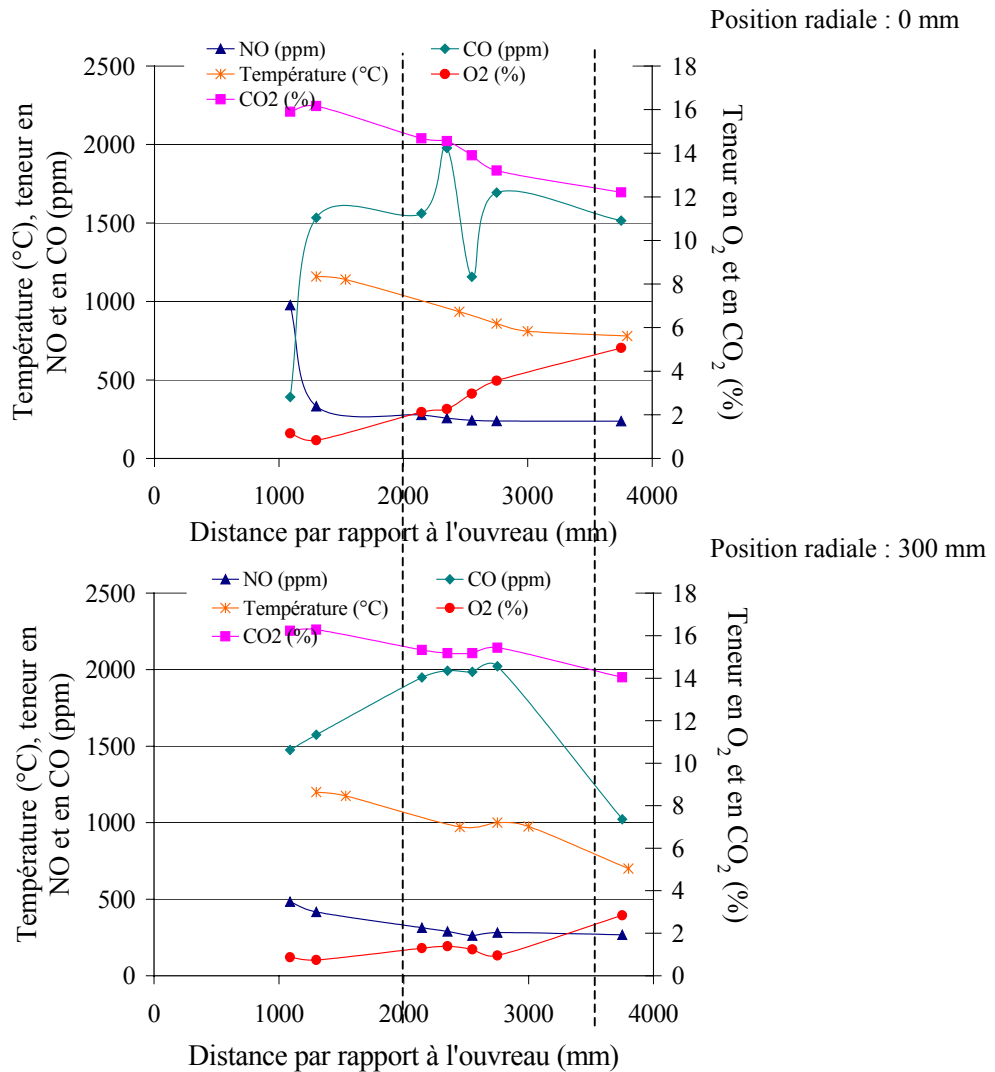 Position radiale : 0 mm
NO (ppm)
CO (ppm)
Température (°C)
O2 (%)
CO2 (%)
2500
2000
1500
1000
500
0
18
16
14
12
10
8
6
4
2
0
0
1000
2000
3000
4000
Température (°C), teneur en
NO et en CO (ppm)
Teneur en O₂ et en CO₂ (%)
Distance par rapport à l'ouvreau (mm)
Position radiale : 300 mm
NO (ppm)
CO (ppm)
Température (°C)
O2 (%)
CO2 (%)
2500
2000
1500
1000
500
0
18
16
14
12
10
8
6
4
2
0
0
1000
2000
3000
4000
Température (°C), teneur en
NO et en CO (ppm)
Teneur en O₂ et en CO₂ (%)
Distance par rapport à l'ouvreau (mm)